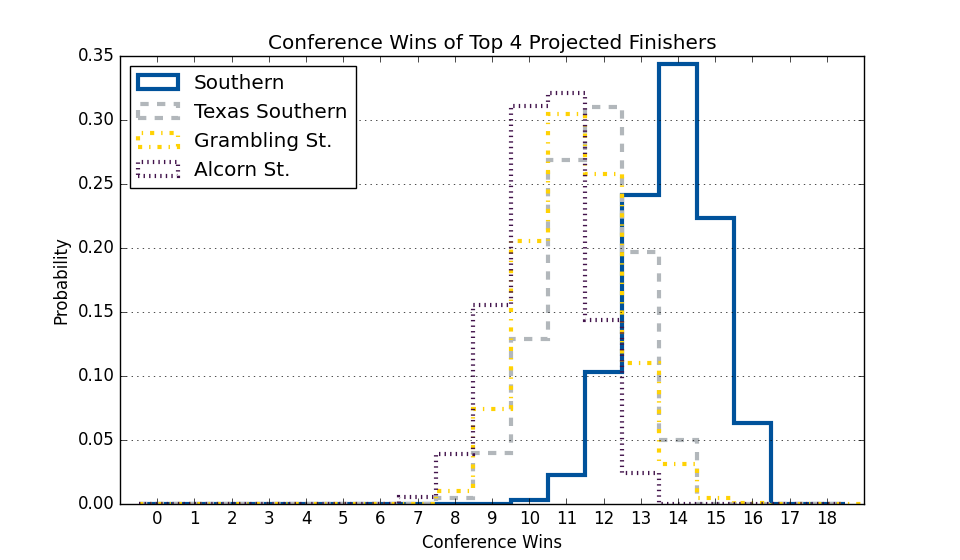 Conference Wins of Top 4 Projected Finishers
0.35
0.30
0.25
0.20
0.15
0.10
0.05
0.00
Probability
Southern
Texas Southern
Grambling St.
Alcorn St.
0 1 2 3 4 5 6 7 8 9 10 11 12 13 14 15 16 17 18
Conference Wins